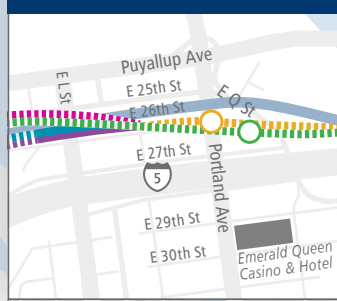 Puyallup Ave
E L St
E 25th St
E Q St
E 26th St
E 27th St
5
Portland Ave
E 29th St
E 30th St
Emerald Queen
Casino & Hotel